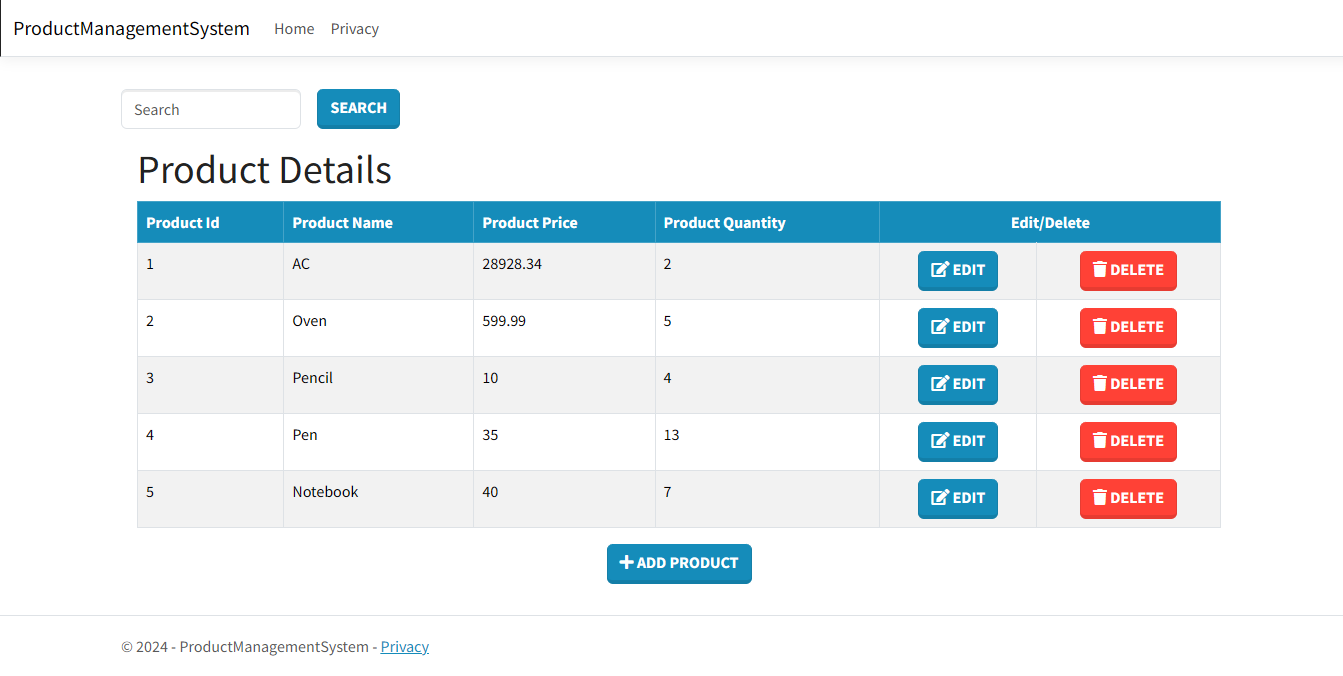 ProductManagementSystem Home Privacy
Search SEARCH
Product Details
Product Id Product Name Product Price Product Quantity Edit/Delete
1 AC 28928.34 2 EDIT DELETE
2 Oven 599.99 5 EDIT DELETE
3 Pencil 10 4 EDIT DELETE
4 Pen 35 13 EDIT DELETE
5 Notebook 40 7 EDIT DELETE
ADD PRODUCT
© 2024 - ProductManagementSystem - Privacy